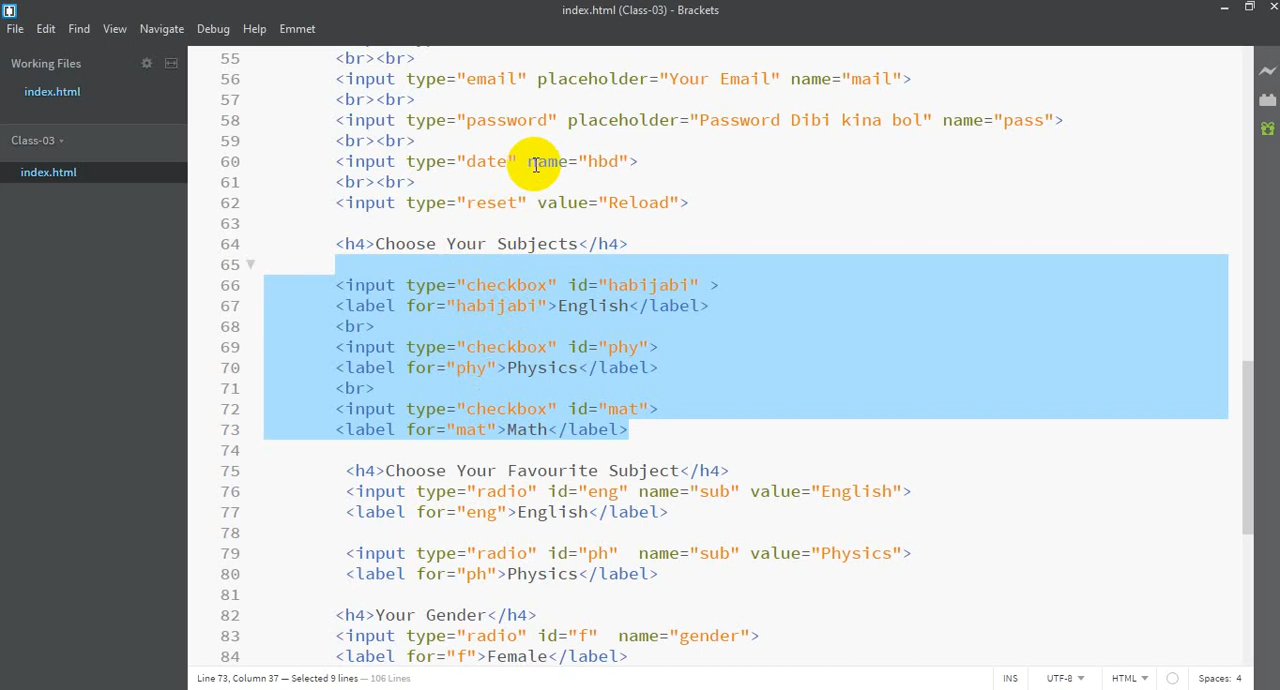 index.html (Class-03) - Brackets
File Edit Find View Navigate Debug Help Emmet
Working Files
index.html
Class-03
index.html
55 <br><br>
56 <input type="email" placeholder="Your Email" name="mail">
57 <br><br>
58 <input type="password" placeholder="Password Dibi kina bol" name="pass">
59 <br><br>
60 <input type="date" name="hbd">
61 <br><br>
62 <input type="reset" value="Reload">
63
64 <h4>Choose Your Subjects</h4>
65
66 <input type="checkbox" id="habijabi" >
67 <label for="habijabi">English</label>
68 <br>
69 <input type="checkbox" id="phy">
70 <label for="phy">Physics</label>
71 <br>
72 <input type="checkbox" id="mat">
73 <label for="mat">Math</label>
74
75 <h4>Choose Your Favourite Subject</h4>
76 <input type="radio" id="eng" name="sub" value="English">
77 <label for="eng">English</label>
78
79 <input type="radio" id="ph"  name="sub" value="Physics">
80 <label for="ph">Physics</label>
81
82 <h4>Your Gender</h4>
83 <input type="radio" id="f"  name="gender">
84 <label for="f">Female</label>
Line 73, Column 37 — Selected 9 lines — 106 Lines INS UTF-8 HTML Spaces: 4